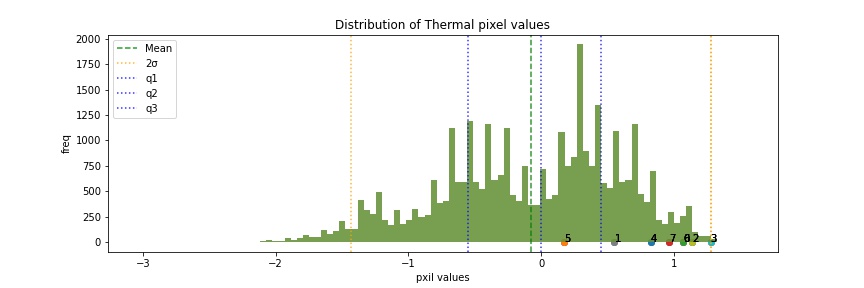 Distribution of Thermal pixel values
2000
1750
1500
1250
1000
750
500
250
0
freq
Mean
2σ
q1
q2
q3
5 1 4 7 6 2 3
−3 −2 −1 0 1
pxil values